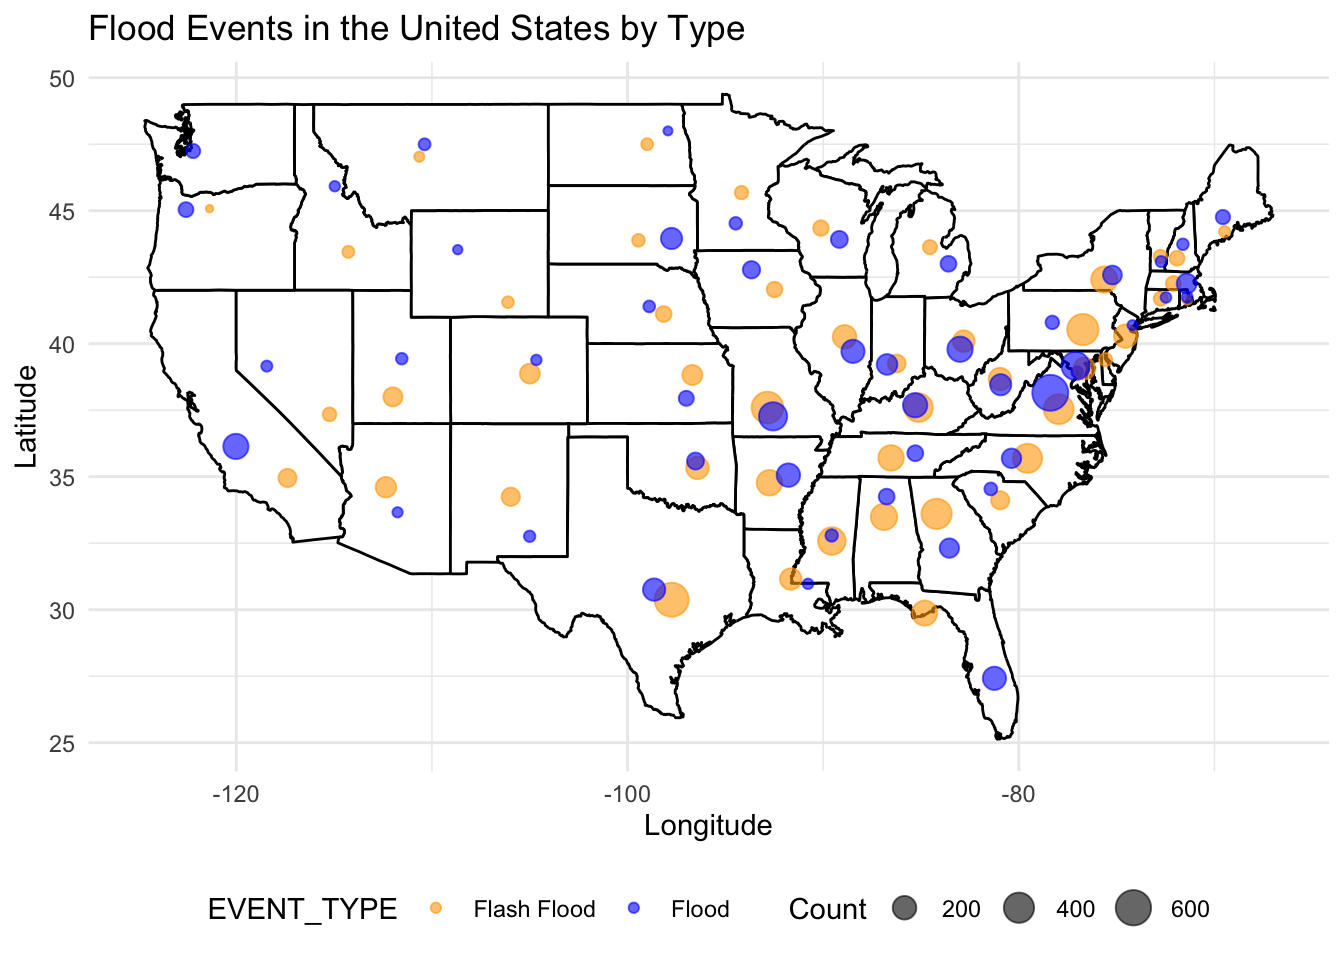 Flood Events in the United States by Type
50
45
40
35
30
25
Latitude
-120 -100 -80
Longitude
EVENT_TYPE Flash Flood Flood Count 200 400 600